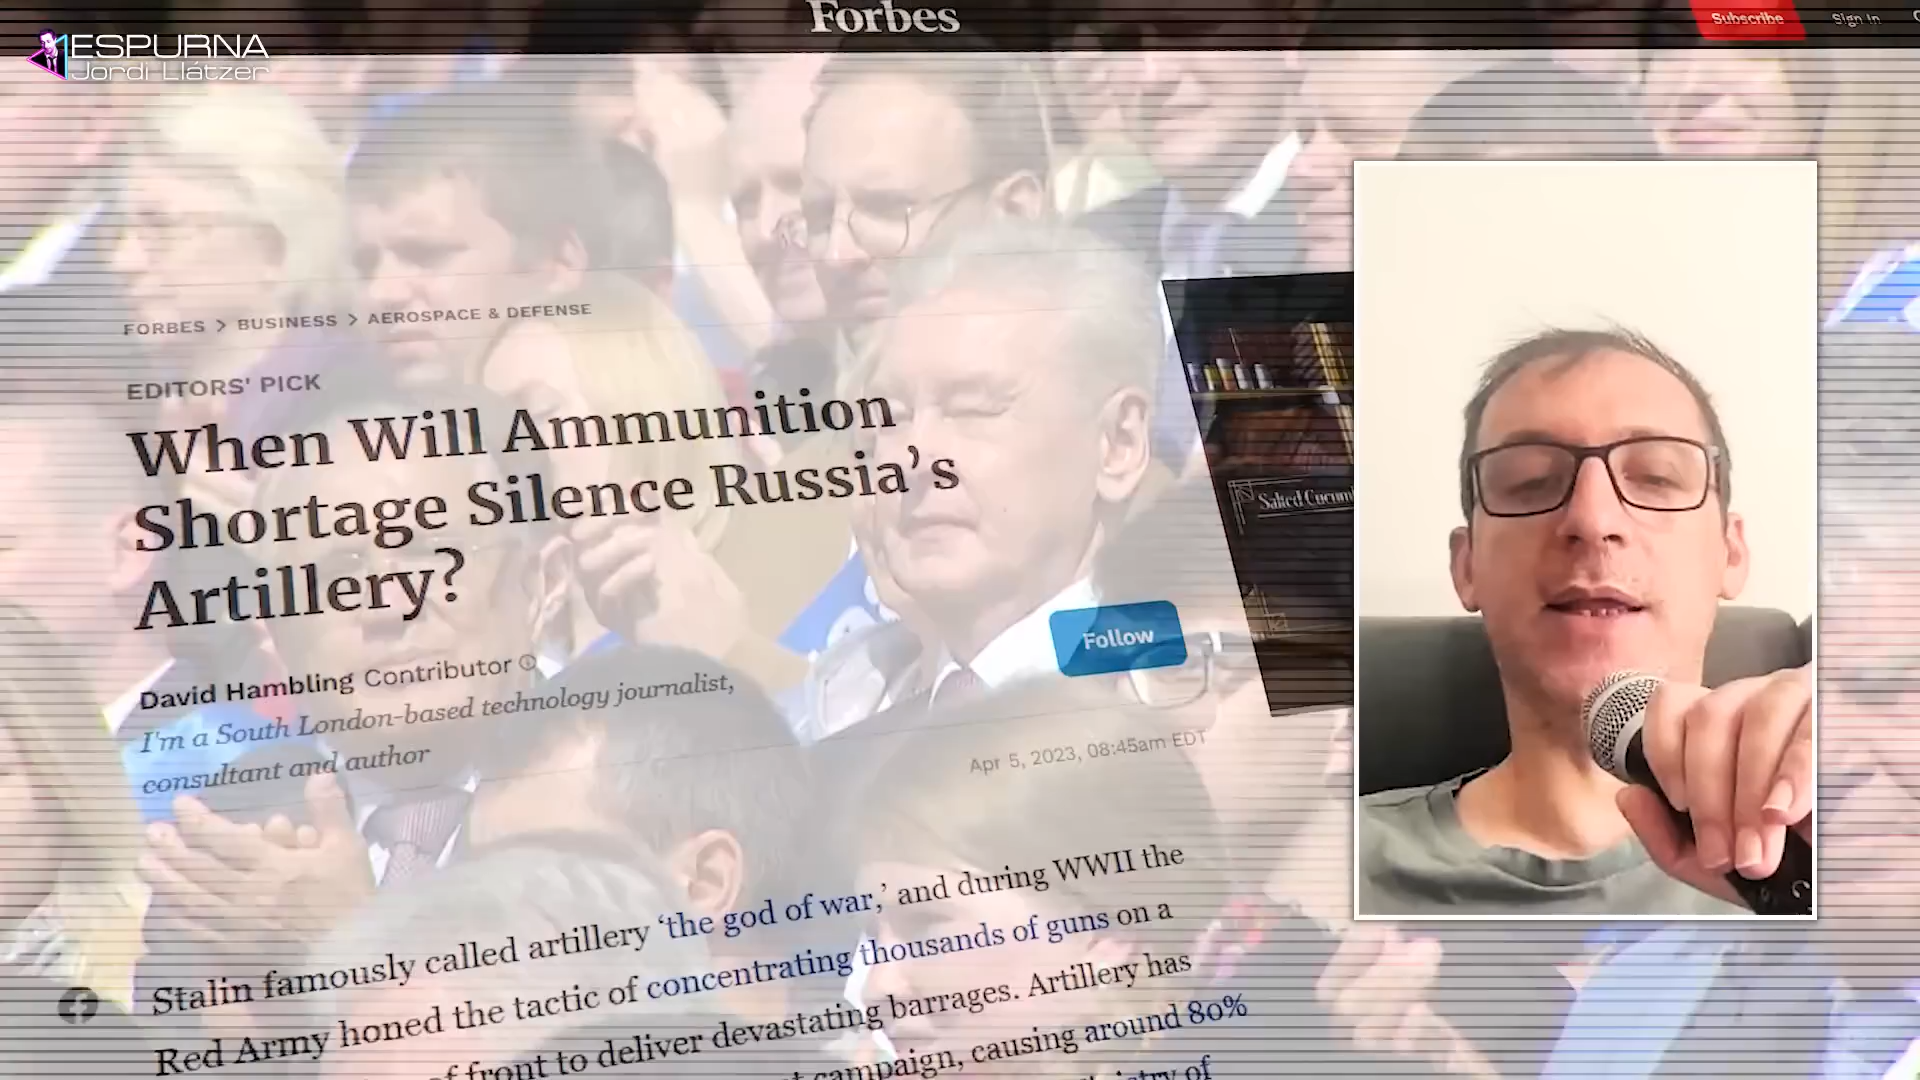 Forbes
Subscribe
Sign In
ESPURNA
Jordi Llátzer
FORBES > BUSINESS > AEROSPACE & DEFENSE
EDITORS' PICK
When Will Ammunition
Shortage Silence Russia's
Artillery?
Follow
David Hambling Contributor
I'm a South London-based technology journalist,
consultant and author
Apr 5, 2023, 08:45am EDT
Salted
Stalin famously called artillery ‘the god of war,’ and during WWII the
Red Army honed the tactic of concentrating thousands of guns on a
of front to deliver devastating barrages. Artillery has
campaign, causing around 80%
of